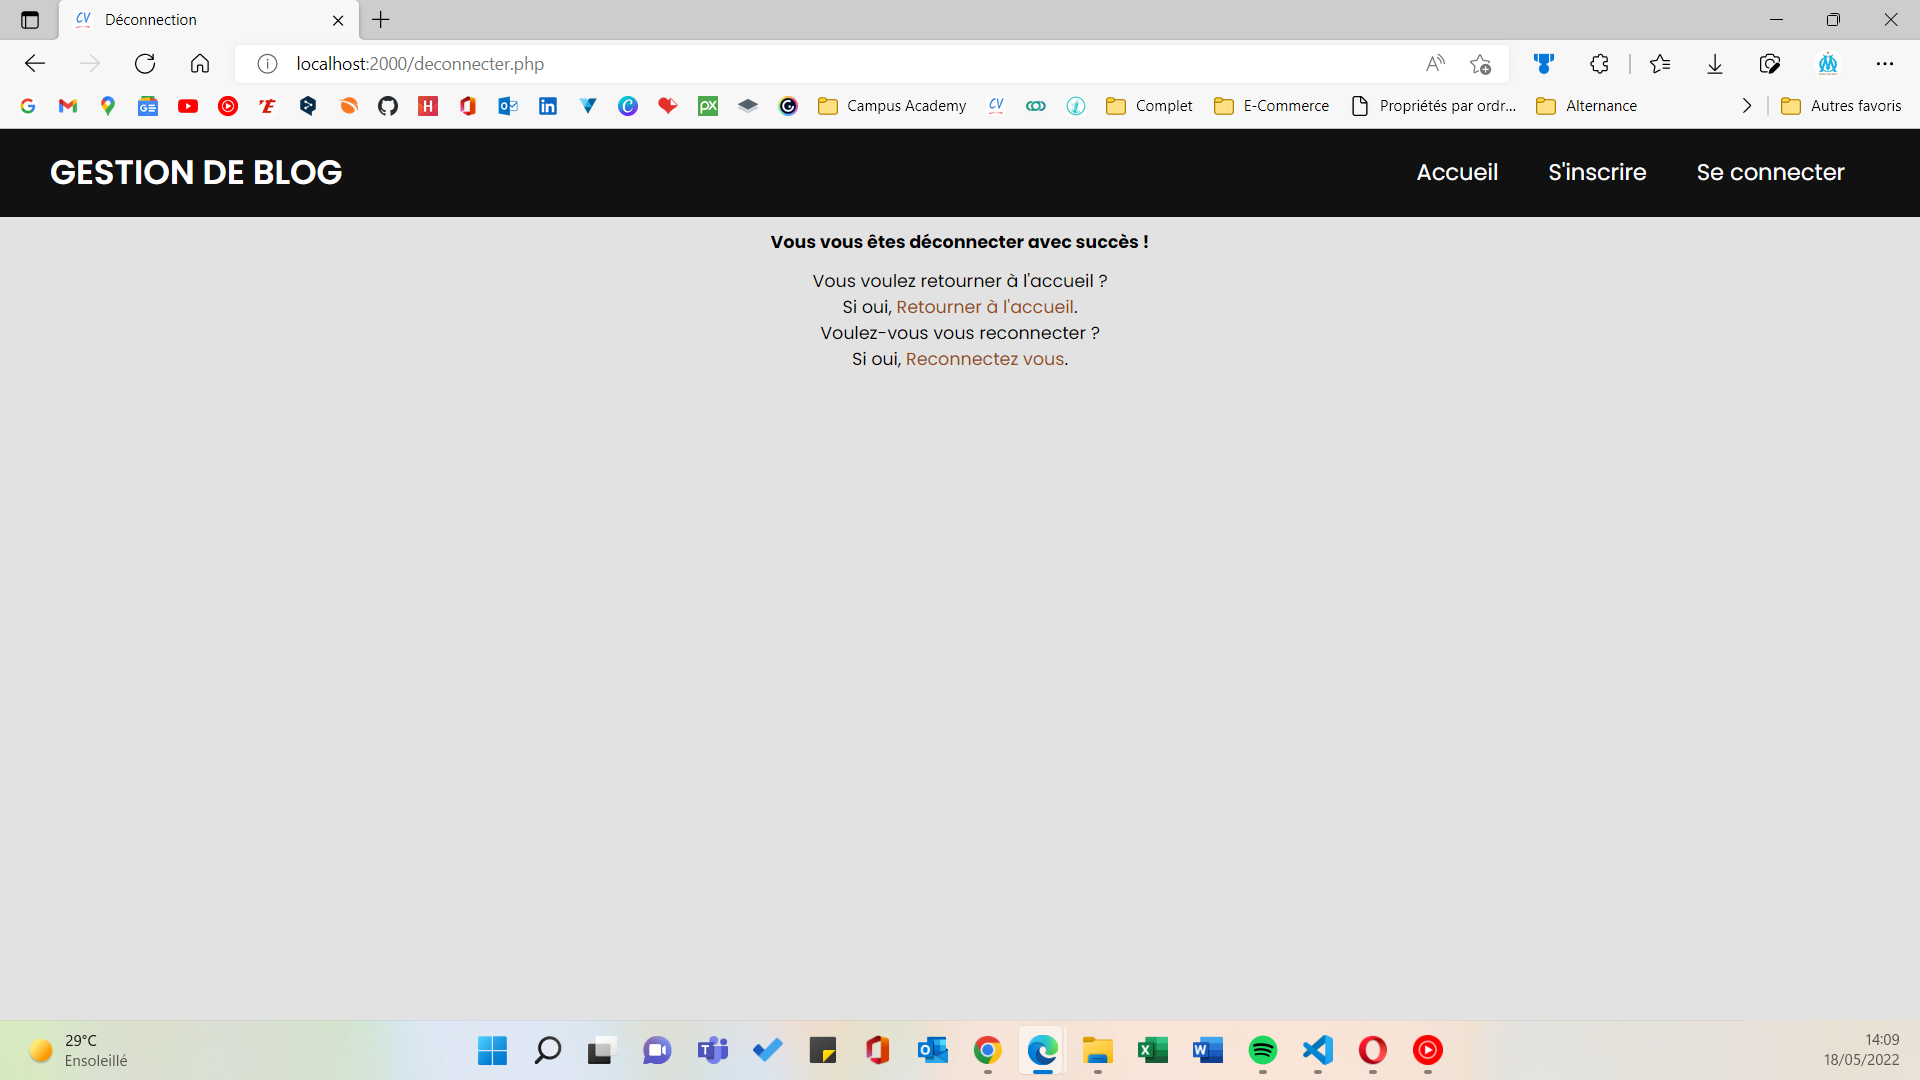 Déconnection
localhost:2000/deconnecter.php
Campus Academy
CV
Complet
E-Commerce
Propriétés par ordr...
Alternance
Autres favoris
GESTION DE BLOG
Accueil
S'inscrire
Se connecter
Vous vous êtes déconnecter avec succès !
Vous voulez retourner à l'accueil ?
Si oui, Retourner à l'accueil.
Voulez-vous vous reconnecter ?
Si oui, Reconnectez vous.
29°C
Ensoleillé
14:09
18/05/2022